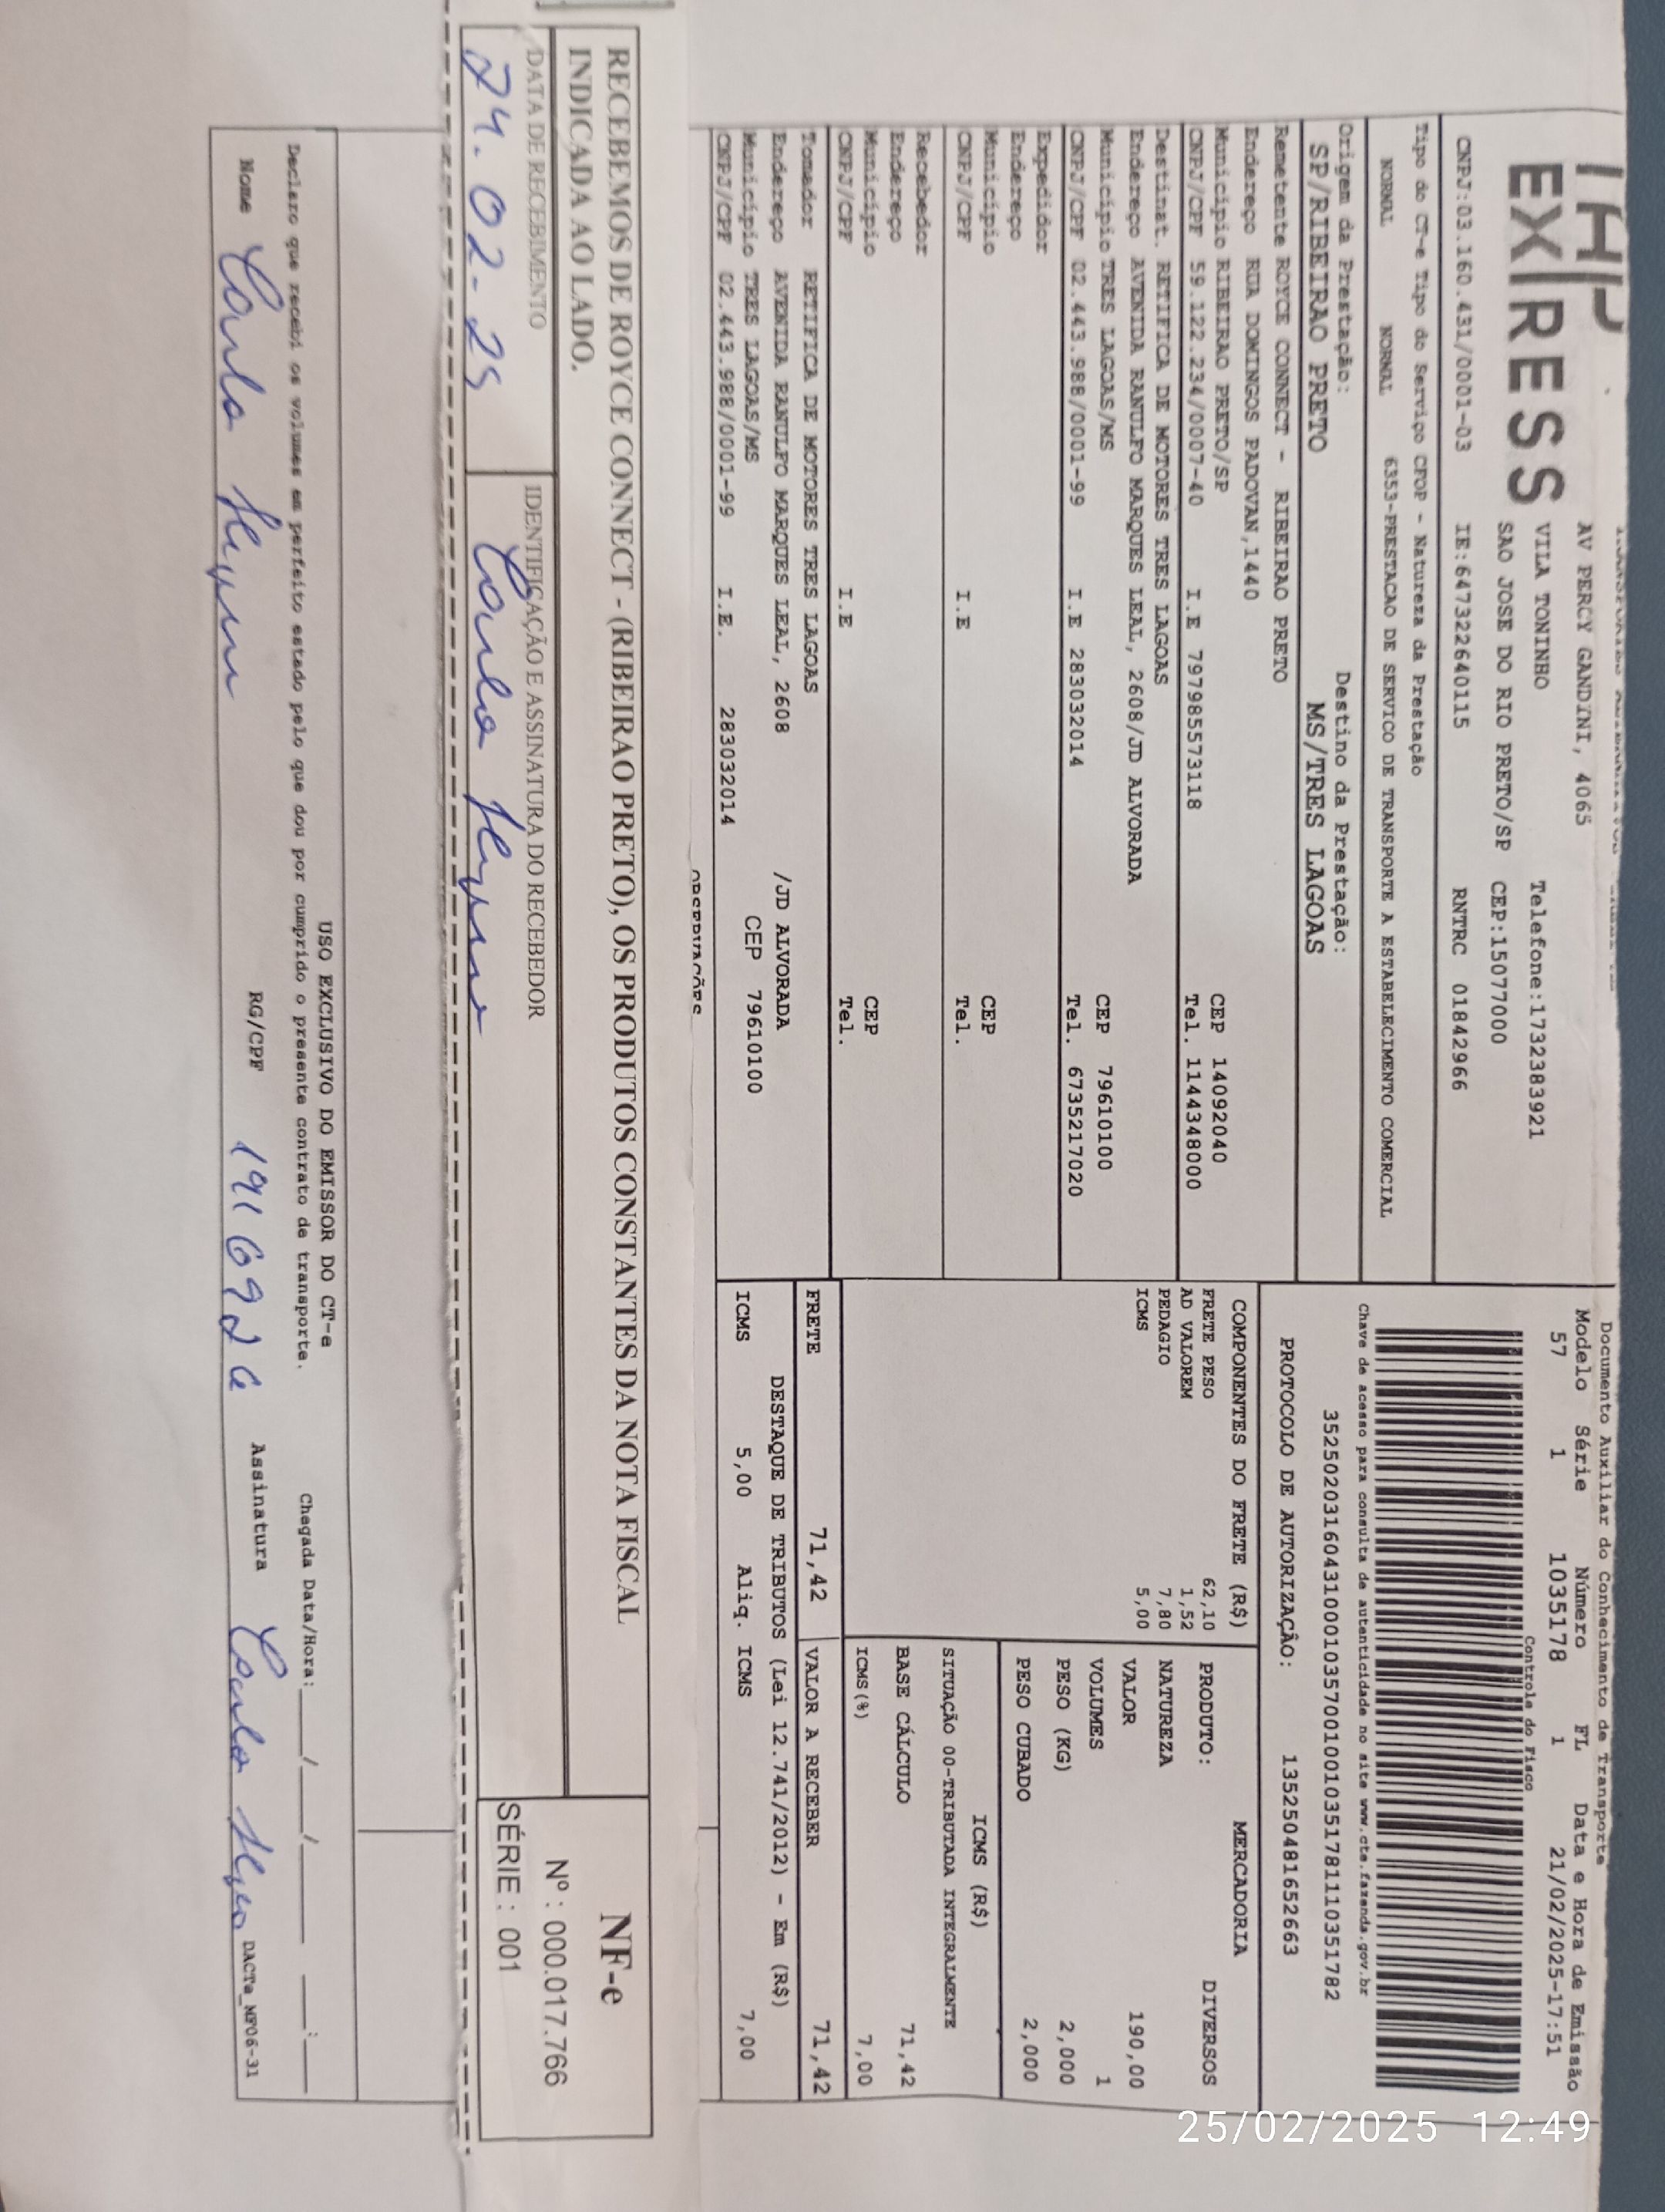 EXPRESS
AV PERCY GANDINI, 4065
VILA TONINHO Telefone:1732383921
SAO JOSE DO RIO PRETO/SP CEP:15077000
CNPJ:03.160.431/0001-03 IE:647322640115 RNTRC 01842966
Documento Auxiliar do Conhecimento de Transporte
Modelo Série Número FL Data e Hora de Emissão
57 1 103178 1 21/02/2025-17:51
Controle do Fisco
Chave de acesso para consulta de autenticidade no site www.cte.fazenda.gov.br
352502031604310001035700100010351781110351782
PROTOCOLO DE AUTORIZAÇÃO: 135250481652663
Tipo do CT-e Tipo do Serviço CFOP - Natureza da Prestação
NORMAL NORMAL 6353-PRESTACAO DE SERVICO DE TRANSPORTE A ESTABELECIMENTO COMERCIAL
Origem da Prestação: Destino da Prestação:
SP/RIBEIRAO PRETO MS/TRES LAGOAS
Remetente ROYCE CONNECT - RIBEIRAO PRETO
Endereço RUA DOMINGOS PADOVAN,1440
Município RIBEIRAO PRETO/SP CEP 14092040
CNPJ/CPF 59.122.234/0007-40 I.E 797985573118 Tel. 1144348000
Destinat. RETIFICA DE MOTORES TRES LAGOAS
Endereço AVENIDA RANULFO MARQUES LEAL, 2608/JD ALVORADA
Município TRES LAGOAS/MS CEP 79610100
CNPJ/CPF 02.443.988/0001-99 I.E 283032014 Tel. 6735217020
Expedidor
Endereço
Município CEP
CNPJ/CPF I.E Tel.
Recebedor
Endereço
Município CEP
CNPJ/CPF I.E Tel.
Tomador RETIFICA DE MOTORES TRES LAGOAS
Endereço AVENIDA RANULFO MARQUES LEAL, 2608 /JD ALVORADA
Município TRES LAGOAS/MS CEP 79610100
CNPJ/CPF 02.443.988/0001-99 I.E. 283032014
COMPONENTES DO FRETE (R$)
FRETE PESO 62,10
AD VALOREM 1,52
PEDAGIO 7,80
ICMS 5,00
MERCADORIA
PRODUTO: DIVERSOS
NATUREZA
VALOR 190,00
VOLUMES 1
PESO (KG) 2,000
PESO CUBADO 2,000
ICMS (R$)
SITUAÇÃO 00-TRIBUTADA INTEGRALMENTE
BASE CÁLCULO 71,42
ICMS(%) 7,00
FRETE 71,42 VALOR A RECEBER 71,42
DESTAQUE DE TRIBUTOS (Lei 12.741/2012) - Em (R$)
ICMS 5,00 Aliq. ICMS 7,00
OBSERVAÇÕES
RECEBEMOS DE ROYCE CONNECT - (RIBEIRAO PRETO), OS PRODUTOS CONSTANTES DA NOTA FISCAL
INDICADA AO LADO.
DATA DE RECEBIMENTO IDENTIFICAÇÃO E ASSINATURA DO RECEBEDOR
24.02-25
NF-e
Nº : 000.017.766
SÉRIE : 001
USO EXCLUSIVO DO EMISSOR DO CT-e
Declaro que recebi os volumes em perfeito estado pelo que dou por cumprido o presente contrato de transporte. Chegada Data/Hora:___/___/_____ __:__
Nome RG/CPF Assinatura DACTe_NF06-31
25/02/2025 12:49